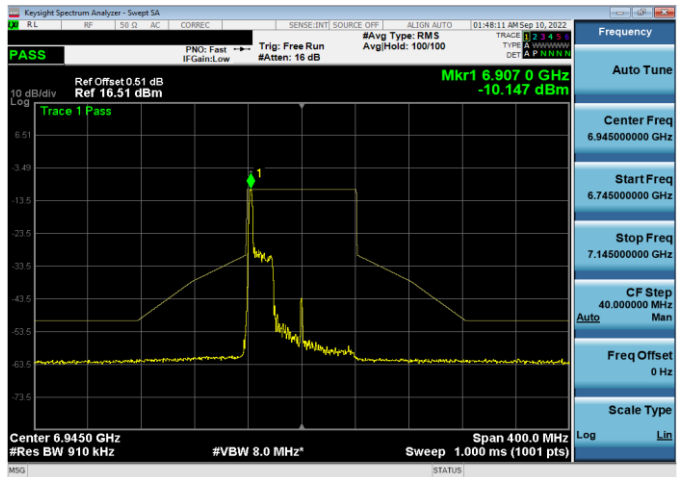 Keysight Spectrum Analyzer - Swept SA
RL RF 50 Ω AC CORREC SENSE:INT SOURCE OFF ALIGN AUTO 01:48:11 AM Sep 10, 2022
PNO: Fast Trig: Free Run #Avg Type: RMS TRACE 1 2 3 4 5 6
PASS IFGain:Low #Atten: 16 dB Avg|Hold: 100/100 TYPE A WWWWW
DET A P N N N N
Ref Offset 0.51 dB Mkr1 6.907 0 GHz
10 dB/div Ref 16.51 dBm -10.147 dBm
Log
Trace 1 Pass
6.51
-3.49
1
-13.5
-23.5
-33.5
-43.5
-53.5
-63.5
-73.5
Center 6.9450 GHz Span 400.0 MHz
#Res BW 910 kHz #VBW 8.0 MHz* Sweep 1.000 ms (1001 pts)
MSG STATUS
Frequency
Auto Tune
Center Freq
6.945000000 GHz
Start Freq
6.745000000 GHz
Stop Freq
7.145000000 GHz
CF Step
40.000000 MHz
Auto Man
Freq Offset
0 Hz
Scale Type
Log Lin